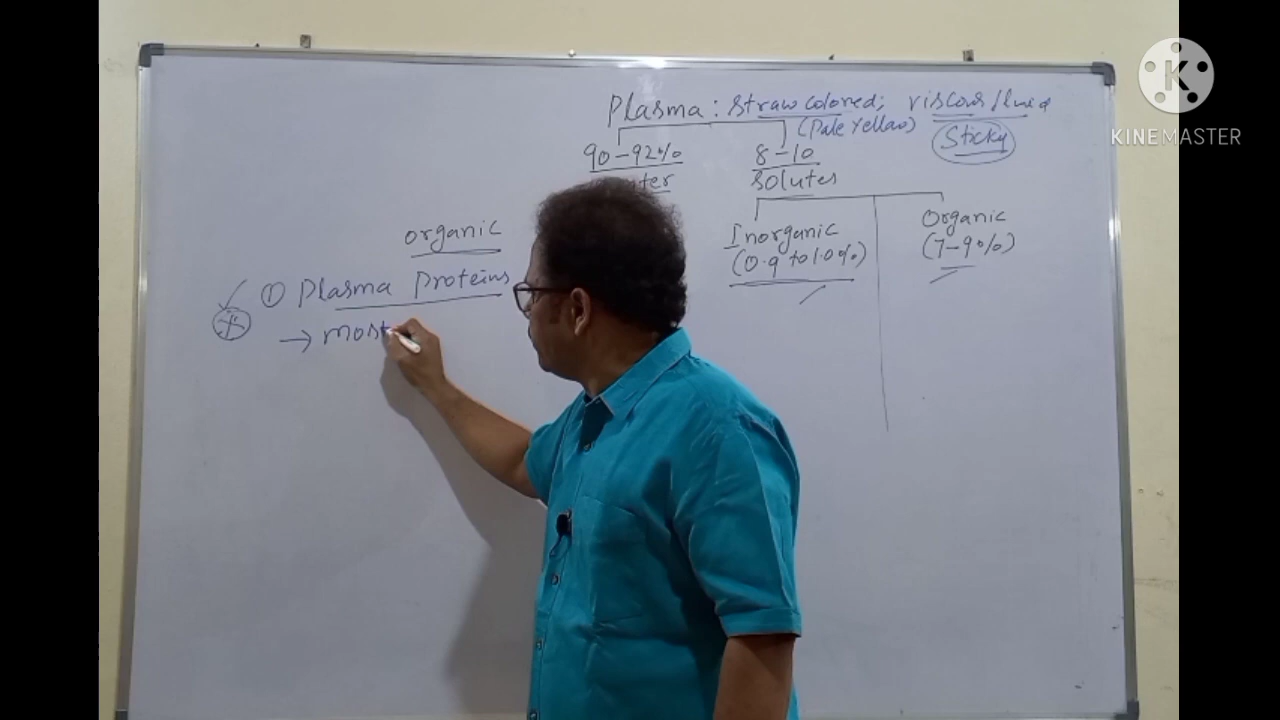 Plasma: straw colored; viscous fluid
(Pale Yellow)
Sticky
90-92%
8-10
solutes
Inorganic
(0.9 to 1.0%)
Organic
(7-9%)
organic
① Plasma Proteins
→ most
KINEMASTER